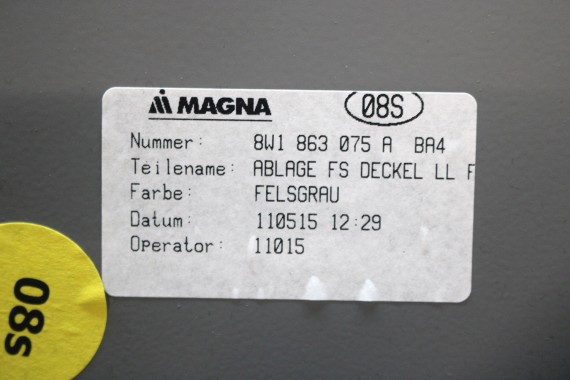 MAGNA 08S
Nummer: 8W1 863 075 A BA4
Teilename: ABLAGE FS DECKEL LL F
Farbe: FELSGRAU
Datum: 110515 12:29
Operator: 11015
08s